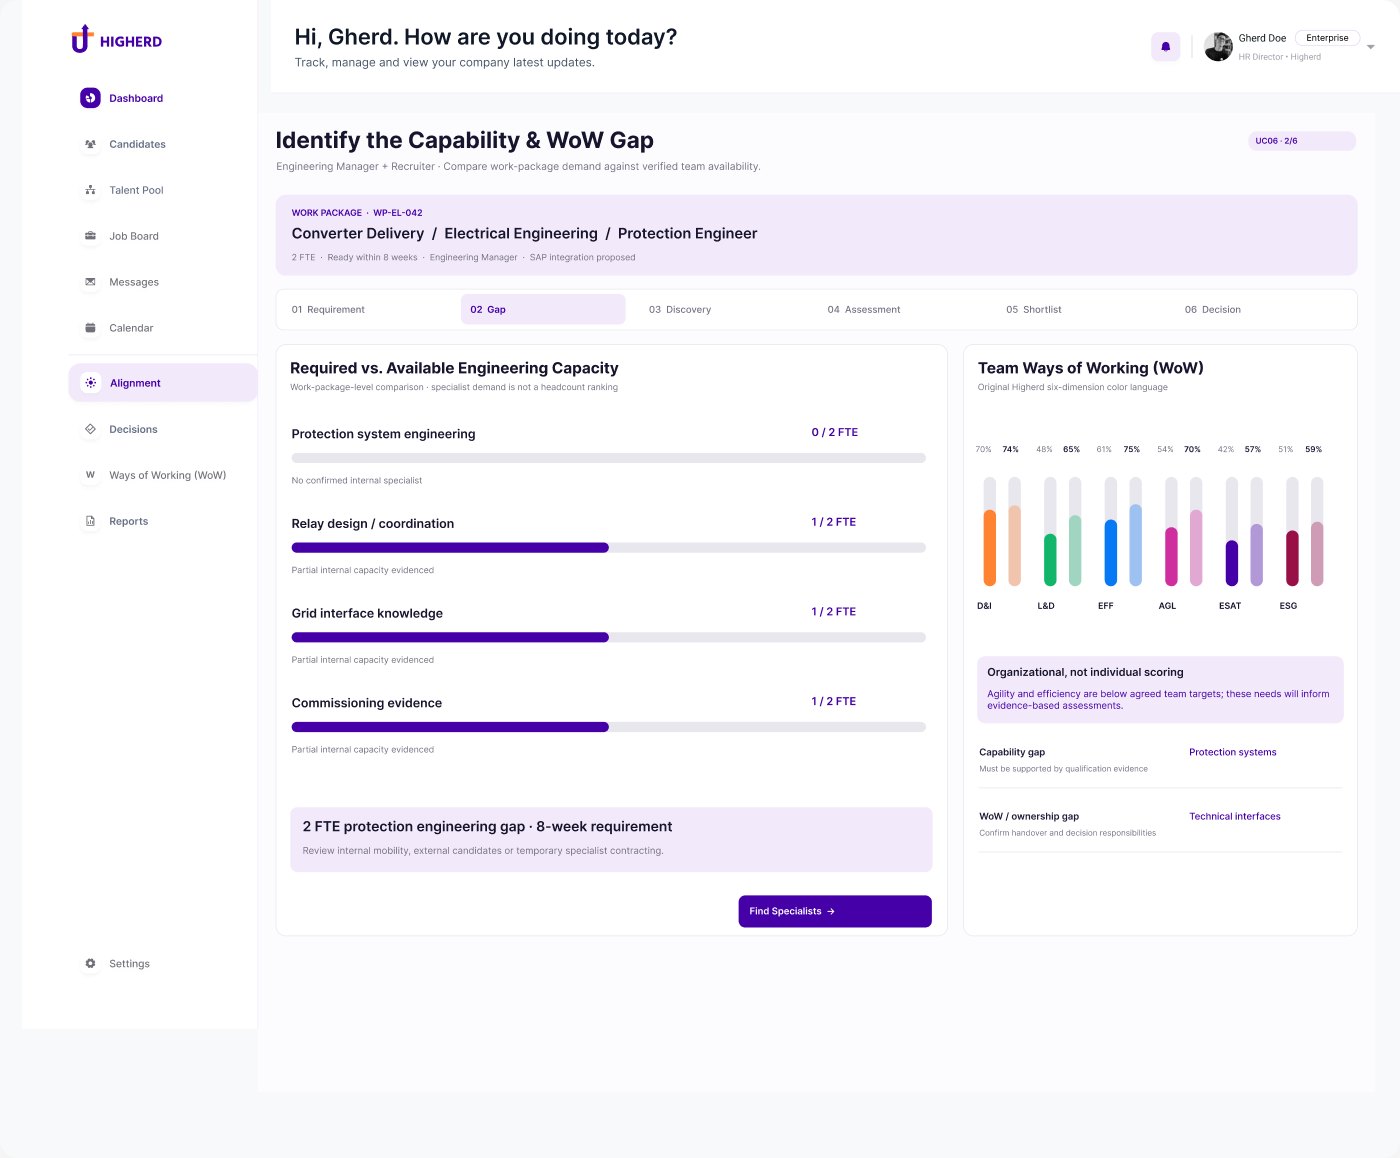 HIGHERD
Dashboard
Candidates
Talent Pool
Job Board
Messages
Calendar
Alignment
Decisions
W Ways of Working (WoW)
Reports
Settings
Hi, Gherd. How are you doing today?
Track, manage and view your company latest updates.
Gherd Doe Enterprise
HR Director • Higherd
Identify the Capability & WoW Gap
UC06 · 2/6
Engineering Manager + Recruiter · Compare work-package demand against verified team availability.
WORK PACKAGE · WP-EL-042
Converter Delivery / Electrical Engineering / Protection Engineer
2 FTE · Ready within 8 weeks · Engineering Manager · SAP integration proposed
01 Requirement 02 Gap 03 Discovery 04 Assessment 05 Shortlist 06 Decision
Required vs. Available Engineering Capacity
Work-package-level comparison · specialist demand is not a headcount ranking
Protection system engineering 0 / 2 FTE
No confirmed internal specialist
Relay design / coordination 1 / 2 FTE
Partial internal capacity evidenced
Grid interface knowledge 1 / 2 FTE
Partial internal capacity evidenced
Commissioning evidence 1 / 2 FTE
Partial internal capacity evidenced
2 FTE protection engineering gap · 8-week requirement
Review internal mobility, external candidates or temporary specialist contracting.
Find Specialists →
Team Ways of Working (WoW)
Original Higherd six-dimension color language
70% 74% 48% 65% 61% 75% 54% 70% 42% 57% 51% 59%
D&I L&D EFF AGL ESAT ESG
Organizational, not individual scoring
Agility and efficiency are below agreed team targets; these needs will inform
evidence-based assessments.
Capability gap Protection systems
Must be supported by qualification evidence
WoW / ownership gap Technical interfaces
Confirm handover and decision responsibilities